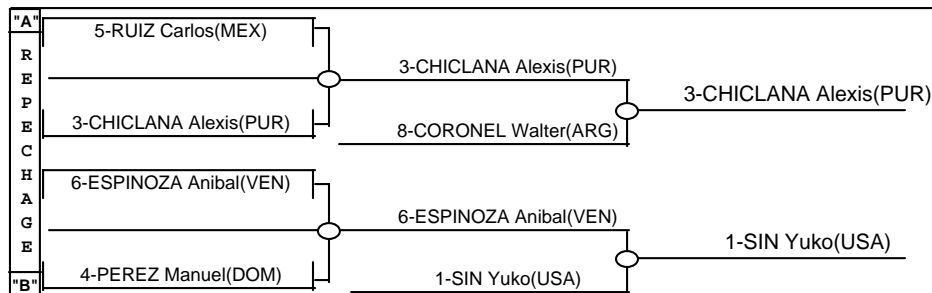 "A"
REPECHAGE
"B"
5-RUIZ Carlos(MEX)
3-CHICLANA Alexis(PUR)
3-CHICLANA Alexis(PUR)
3-CHICLANA Alexis(PUR)
8-CORONEL Walter(ARG)
6-ESPINOZA Anibal(VEN)
6-ESPINOZA Anibal(VEN)
1-SIN Yuko(USA)
4-PEREZ Manuel(DOM)
1-SIN Yuko(USA)